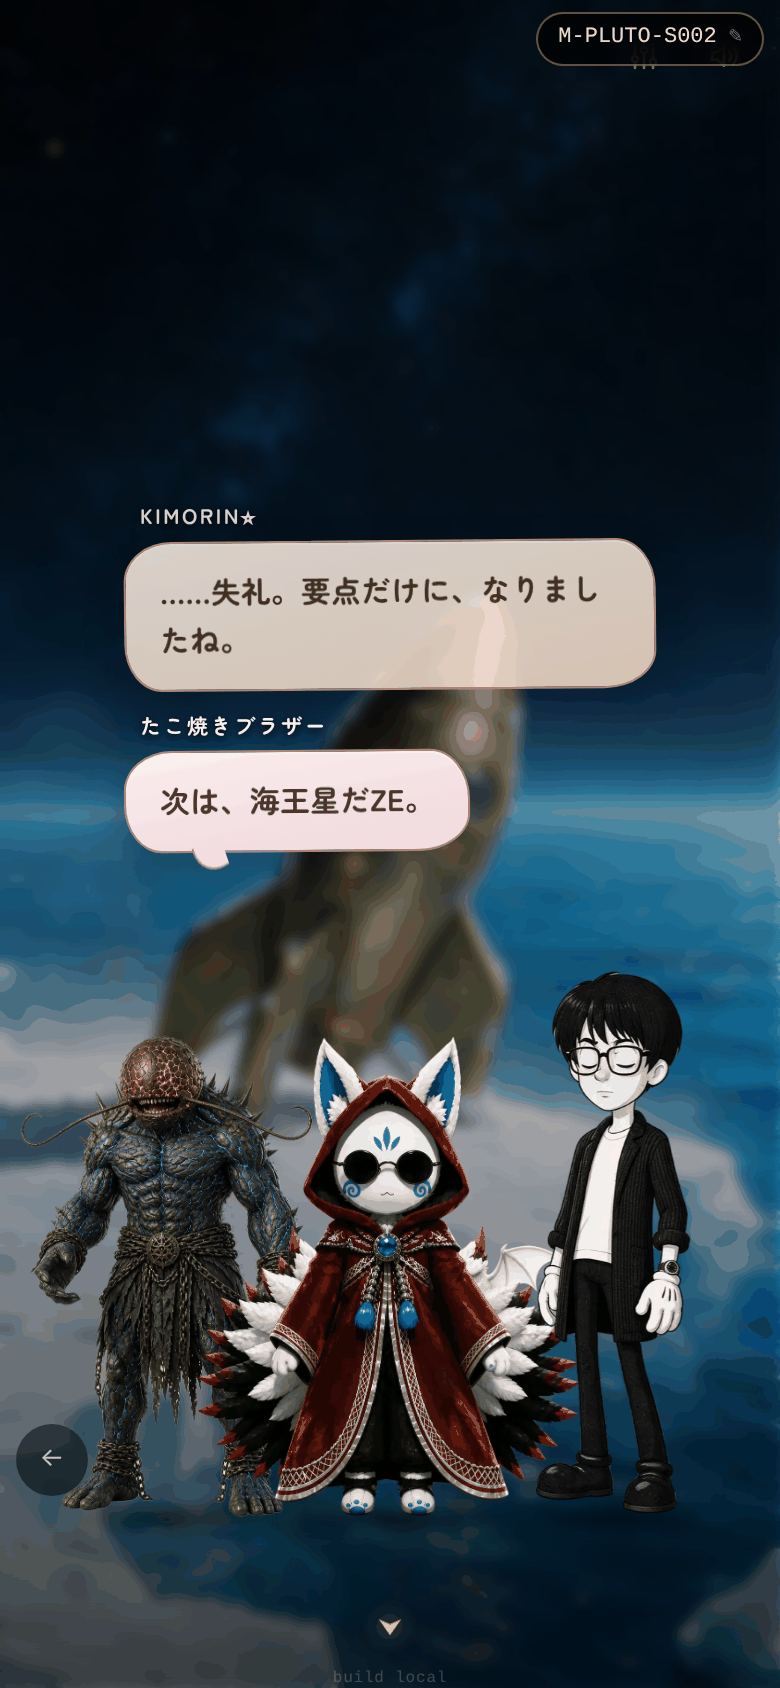 M-PLUTO-S002 ✎
KIMORIN★
……失礼。要点だけに、なりまし
たね。
たこ焼きブラザー
次は、海王星だZE。
build local